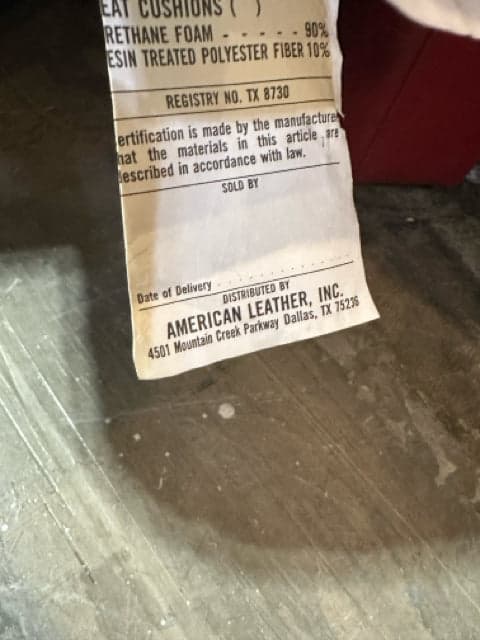 EAT CUSHIONS ( )
RETHANE FOAM - - - - - 90%
ESIN TREATED POLYESTER FIBER 10%
REGISTRY NO. TX 8730
ertification is made by the manufacturer
hat the materials in this article are
described in accordance with law.
SOLD BY
Date of Delivery
DISTRIBUTED BY
AMERICAN LEATHER, INC.
4501 Mountain Creek Parkway Dallas, TX 75236